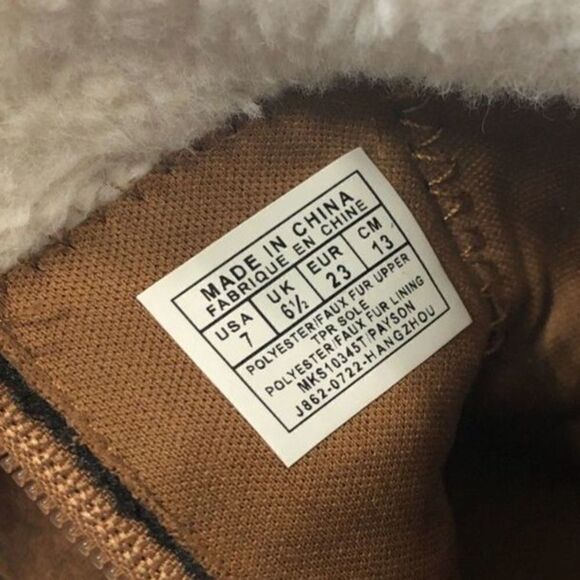 MADE IN CHINA
FABRIQUE EN CHINE
USA UK EUR CM
7 6½ 23 13
POLYESTER/FAUX FUR UPPER
TPR SOLE
POLYESTER/FAUX FUR LINING
MKS10345T/PAYSON
J862-0722-HANGZHOU